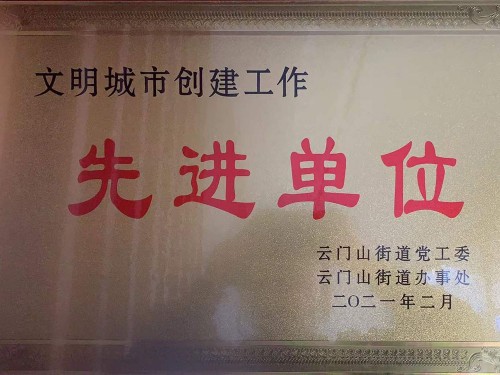 文明城市创建工作
先进单位
云门山街道党工委
云门山街道办事处
二〇二一年二月